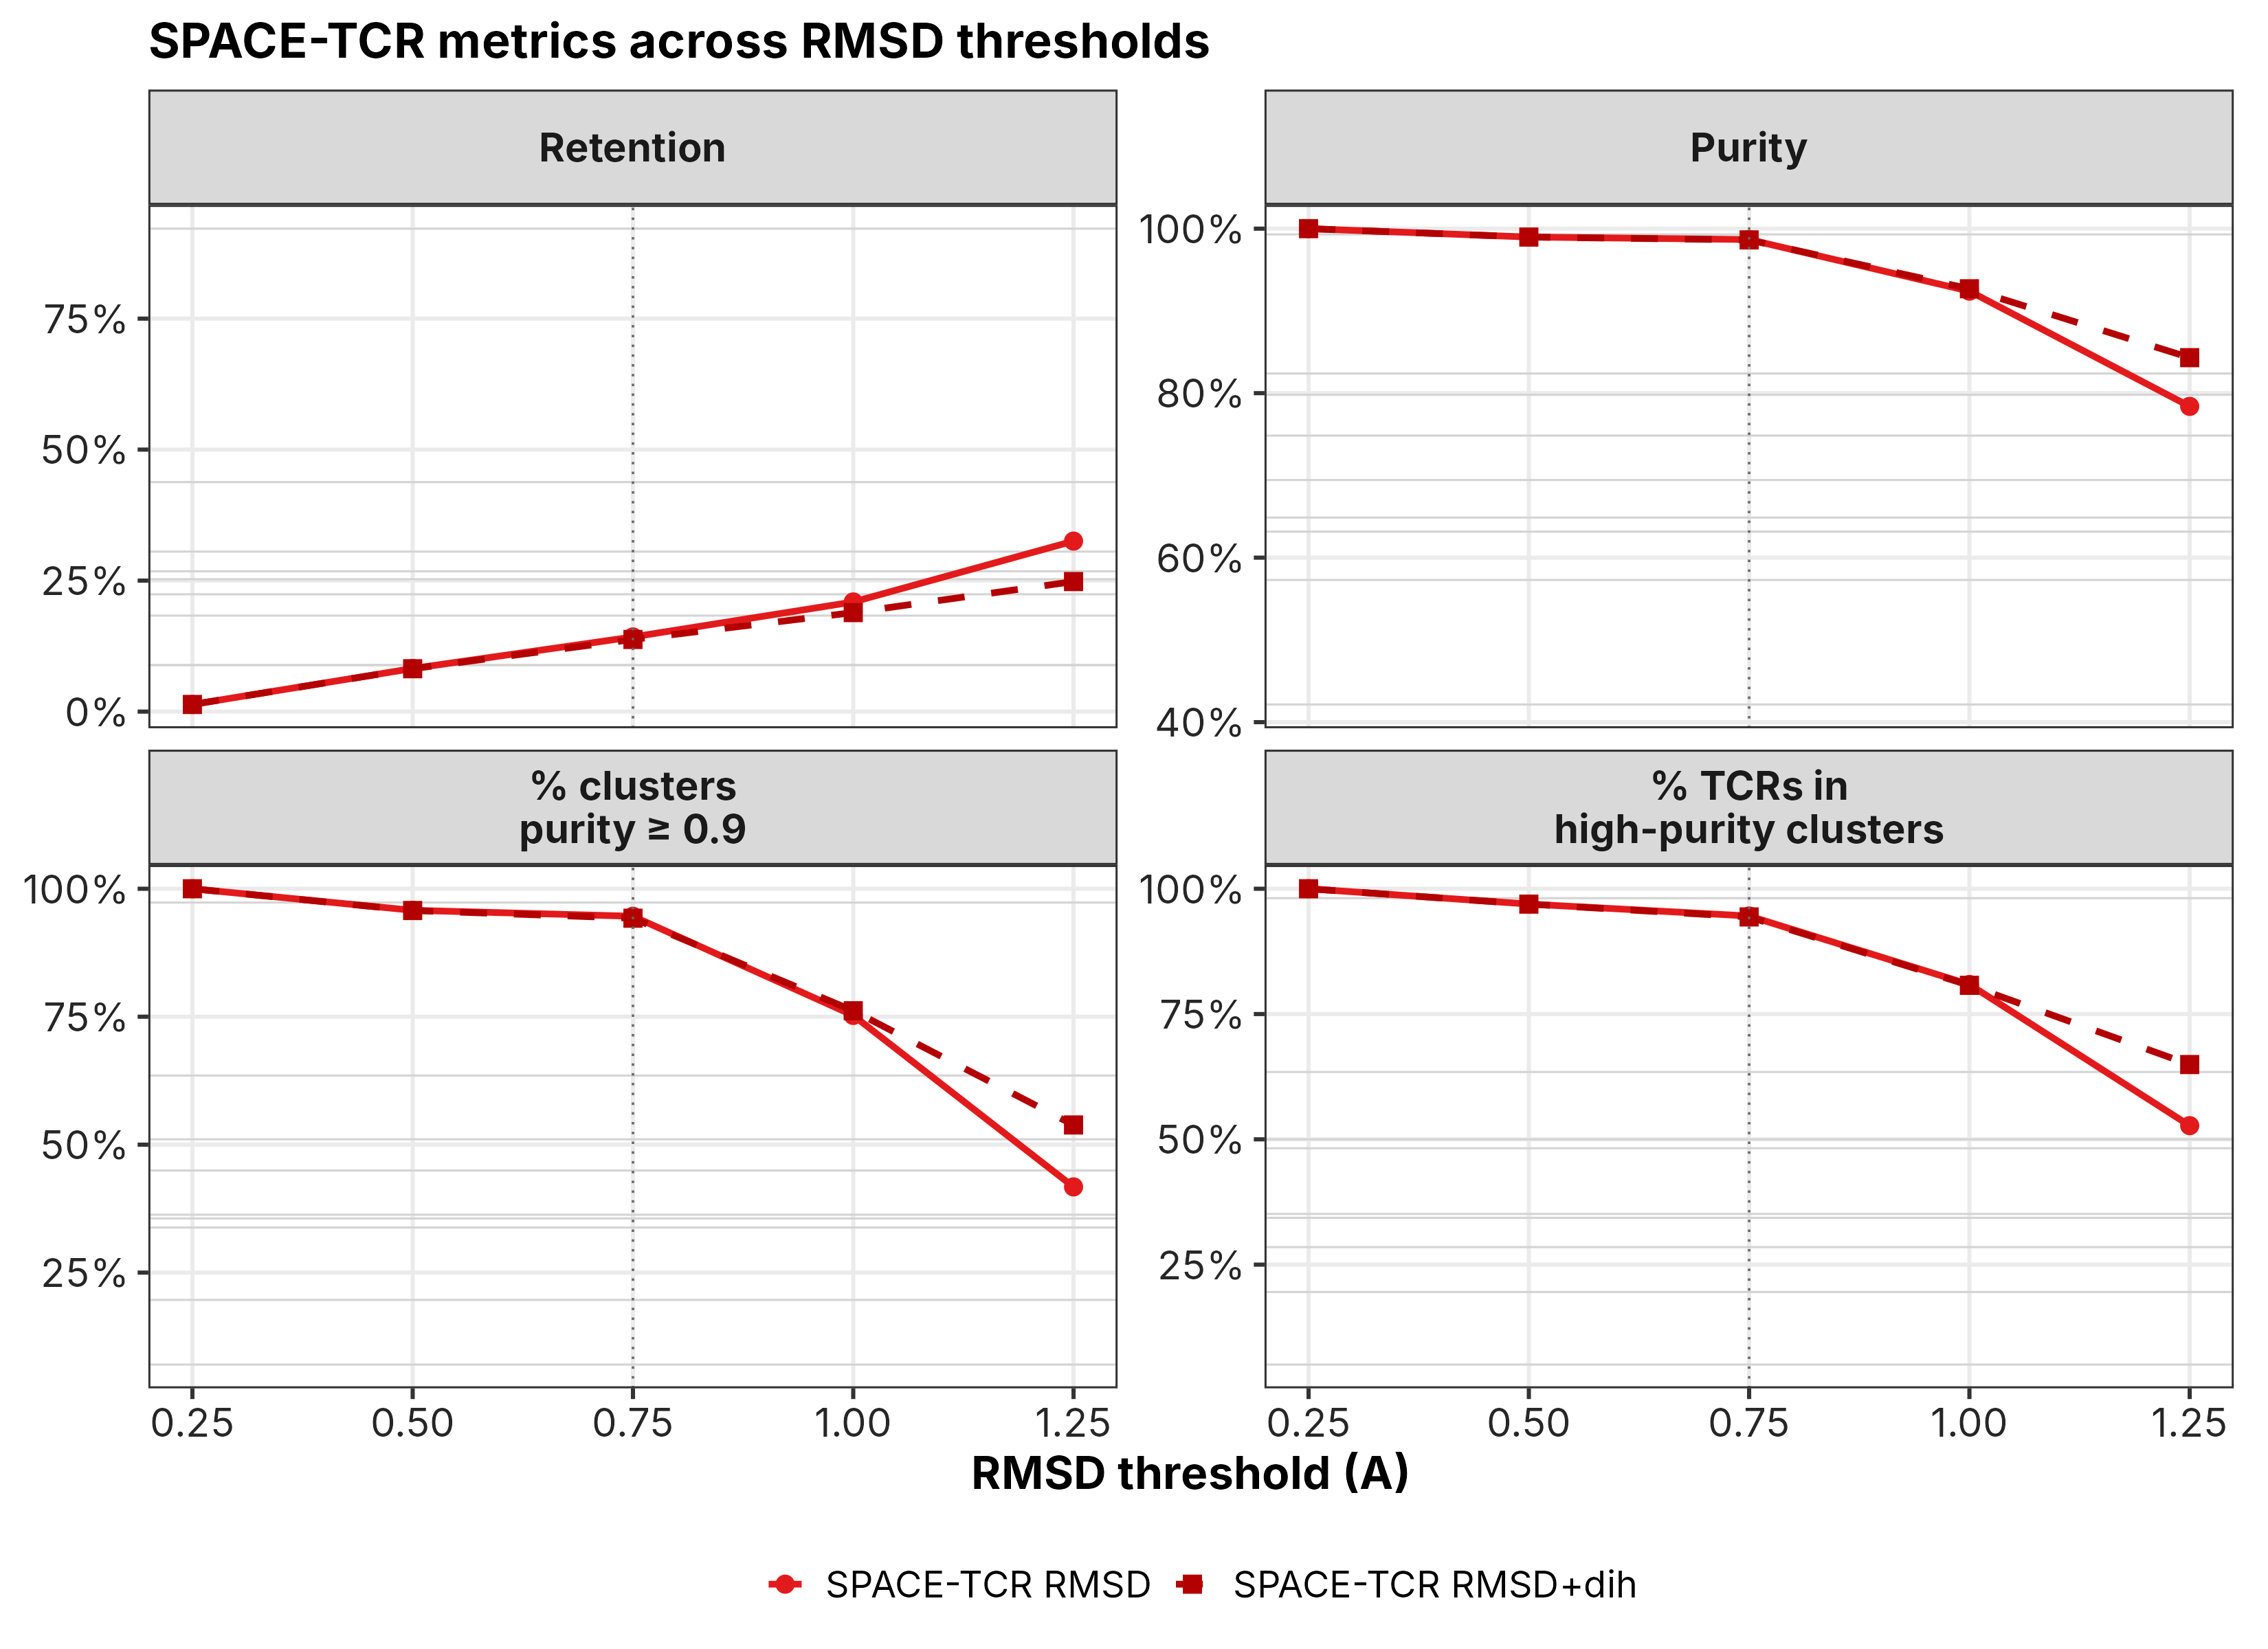 SPACE-TCR metrics across RMSD thresholds
Retention
Purity
75%
50%
25%
0%
100%
80%
60%
40%
% clusters
purity ≥ 0.9
% TCRs in
high-purity clusters
100%
75%
50%
25%
100%
75%
50%
25%
0.25 0.50 0.75 1.00 1.25
0.25 0.50 0.75 1.00 1.25
RMSD threshold (A)
SPACE-TCR RMSD SPACE-TCR RMSD+dih